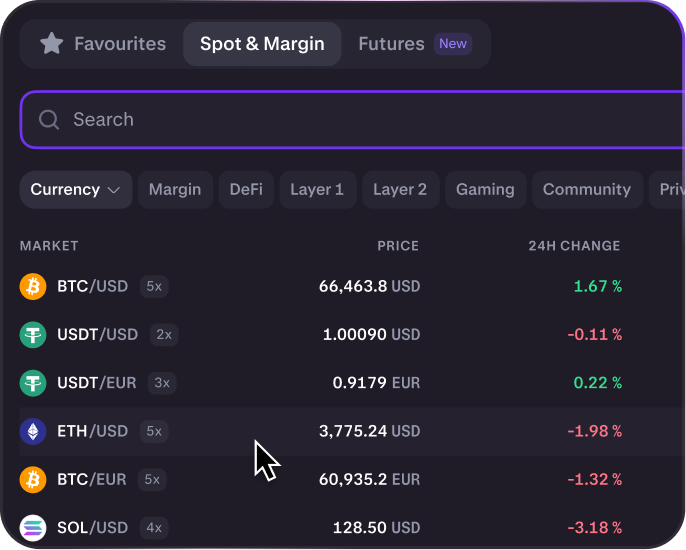 Favourites Spot & Margin Futures New
Search
Currency Margin DeFi Layer 1 Layer 2 Gaming Community
MARKET PRICE 24H CHANGE
BTC/USD 5x 66,463.8 USD 1.67 %
USDT/USD 2x 1.00090 USD -0.11 %
USDT/EUR 3x 0.9179 EUR 0.22 %
ETH/USD 5x 3,775.24 USD -1.98 %
BTC/EUR 5x 60,935.2 EUR -1.32 %
SOL/USD 4x 128.50 USD -3.18 %